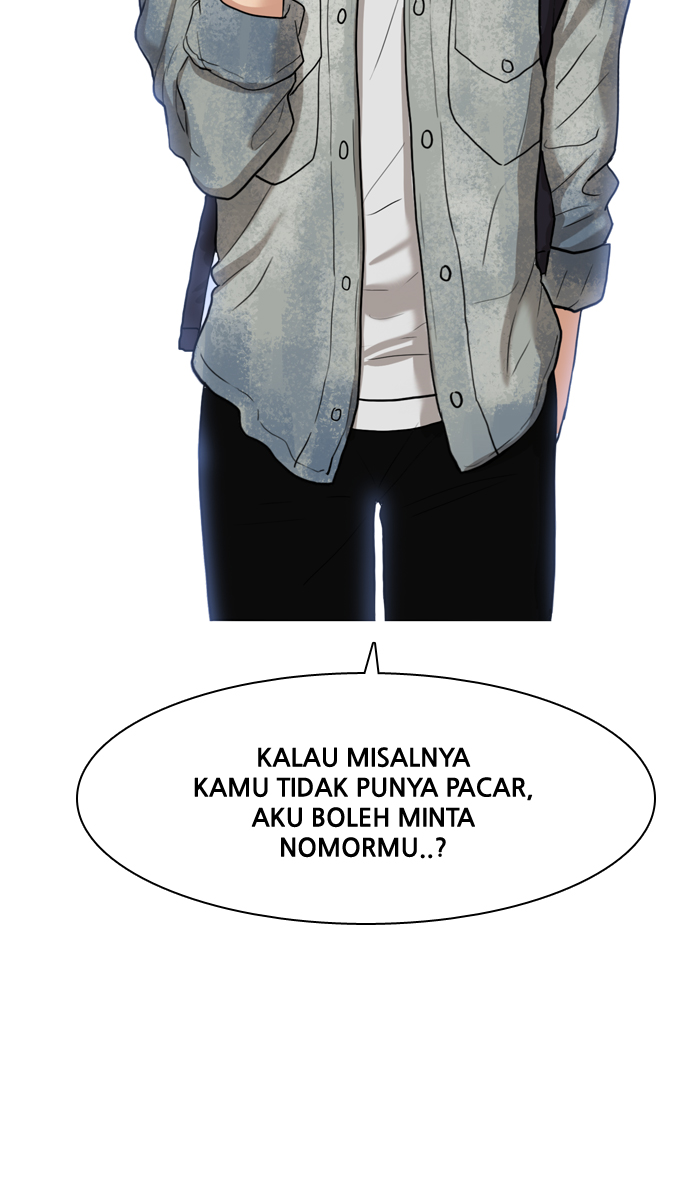 KALAU MISALNYA
KAMU TIDAK PUNYA PACAR,
AKU BOLEH MINTA
NOMORMU..?